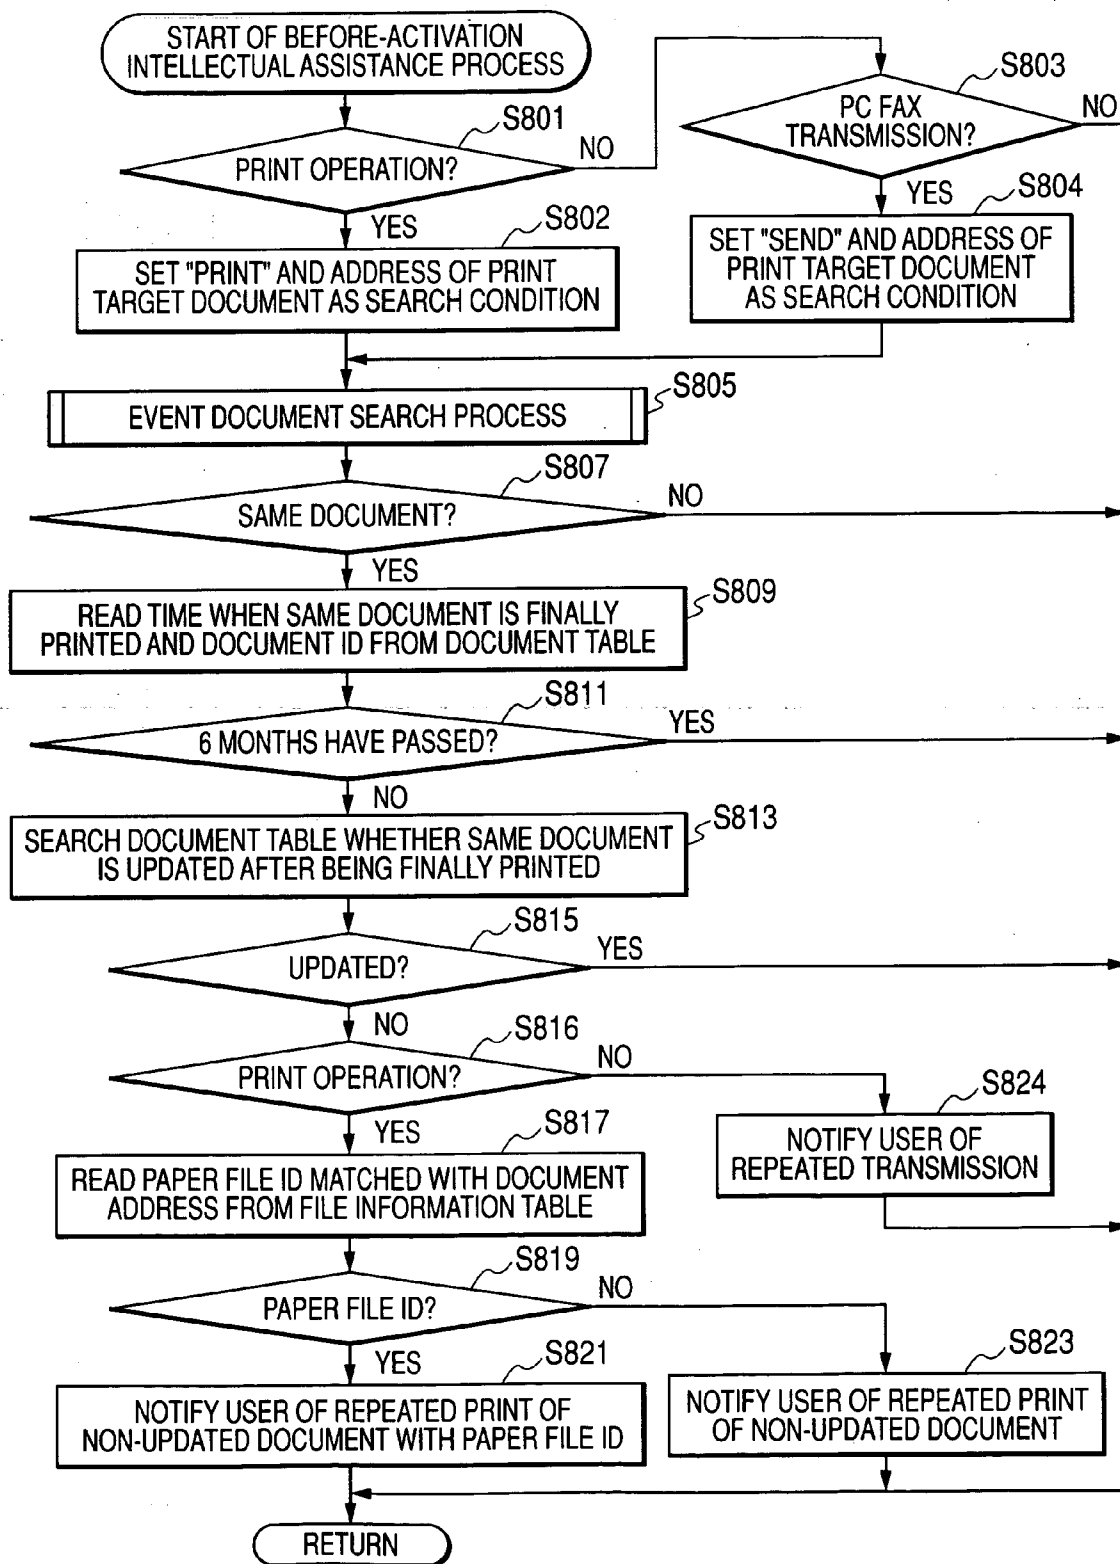 START OF BEFORE-ACTIVATION
INTELLECTUAL ASSISTANCE PROCESS
S801
PRINT OPERATION?
NO
YES
S803
PC FAX
TRANSMISSION?
NO
YES
S802
SET "PRINT" AND ADDRESS OF PRINT
TARGET DOCUMENT AS SEARCH CONDITION
S804
SET "SEND" AND ADDRESS OF
PRINT TARGET DOCUMENT
AS SEARCH CONDITION
S805
EVENT DOCUMENT SEARCH PROCESS
S807
SAME DOCUMENT?
NO
YES
S809
READ TIME WHEN SAME DOCUMENT IS FINALLY
PRINTED AND DOCUMENT ID FROM DOCUMENT TABLE
S811
6 MONTHS HAVE PASSED?
YES
NO
S813
SEARCH DOCUMENT TABLE WHETHER SAME DOCUMENT
IS UPDATED AFTER BEING FINALLY PRINTED
S815
UPDATED?
YES
NO
S816
PRINT OPERATION?
NO
YES
S824
NOTIFY USER OF
REPEATED TRANSMISSION
S817
READ PAPER FILE ID MATCHED WITH DOCUMENT
ADDRESS FROM FILE INFORMATION TABLE
S819
PAPER FILE ID?
NO
YES
S821
NOTIFY USER OF REPEATED PRINT OF
NON-UPDATED DOCUMENT WITH PAPER FILE ID
S823
NOTIFY USER OF REPEATED PRINT
OF NON-UPDATED DOCUMENT
RETURN